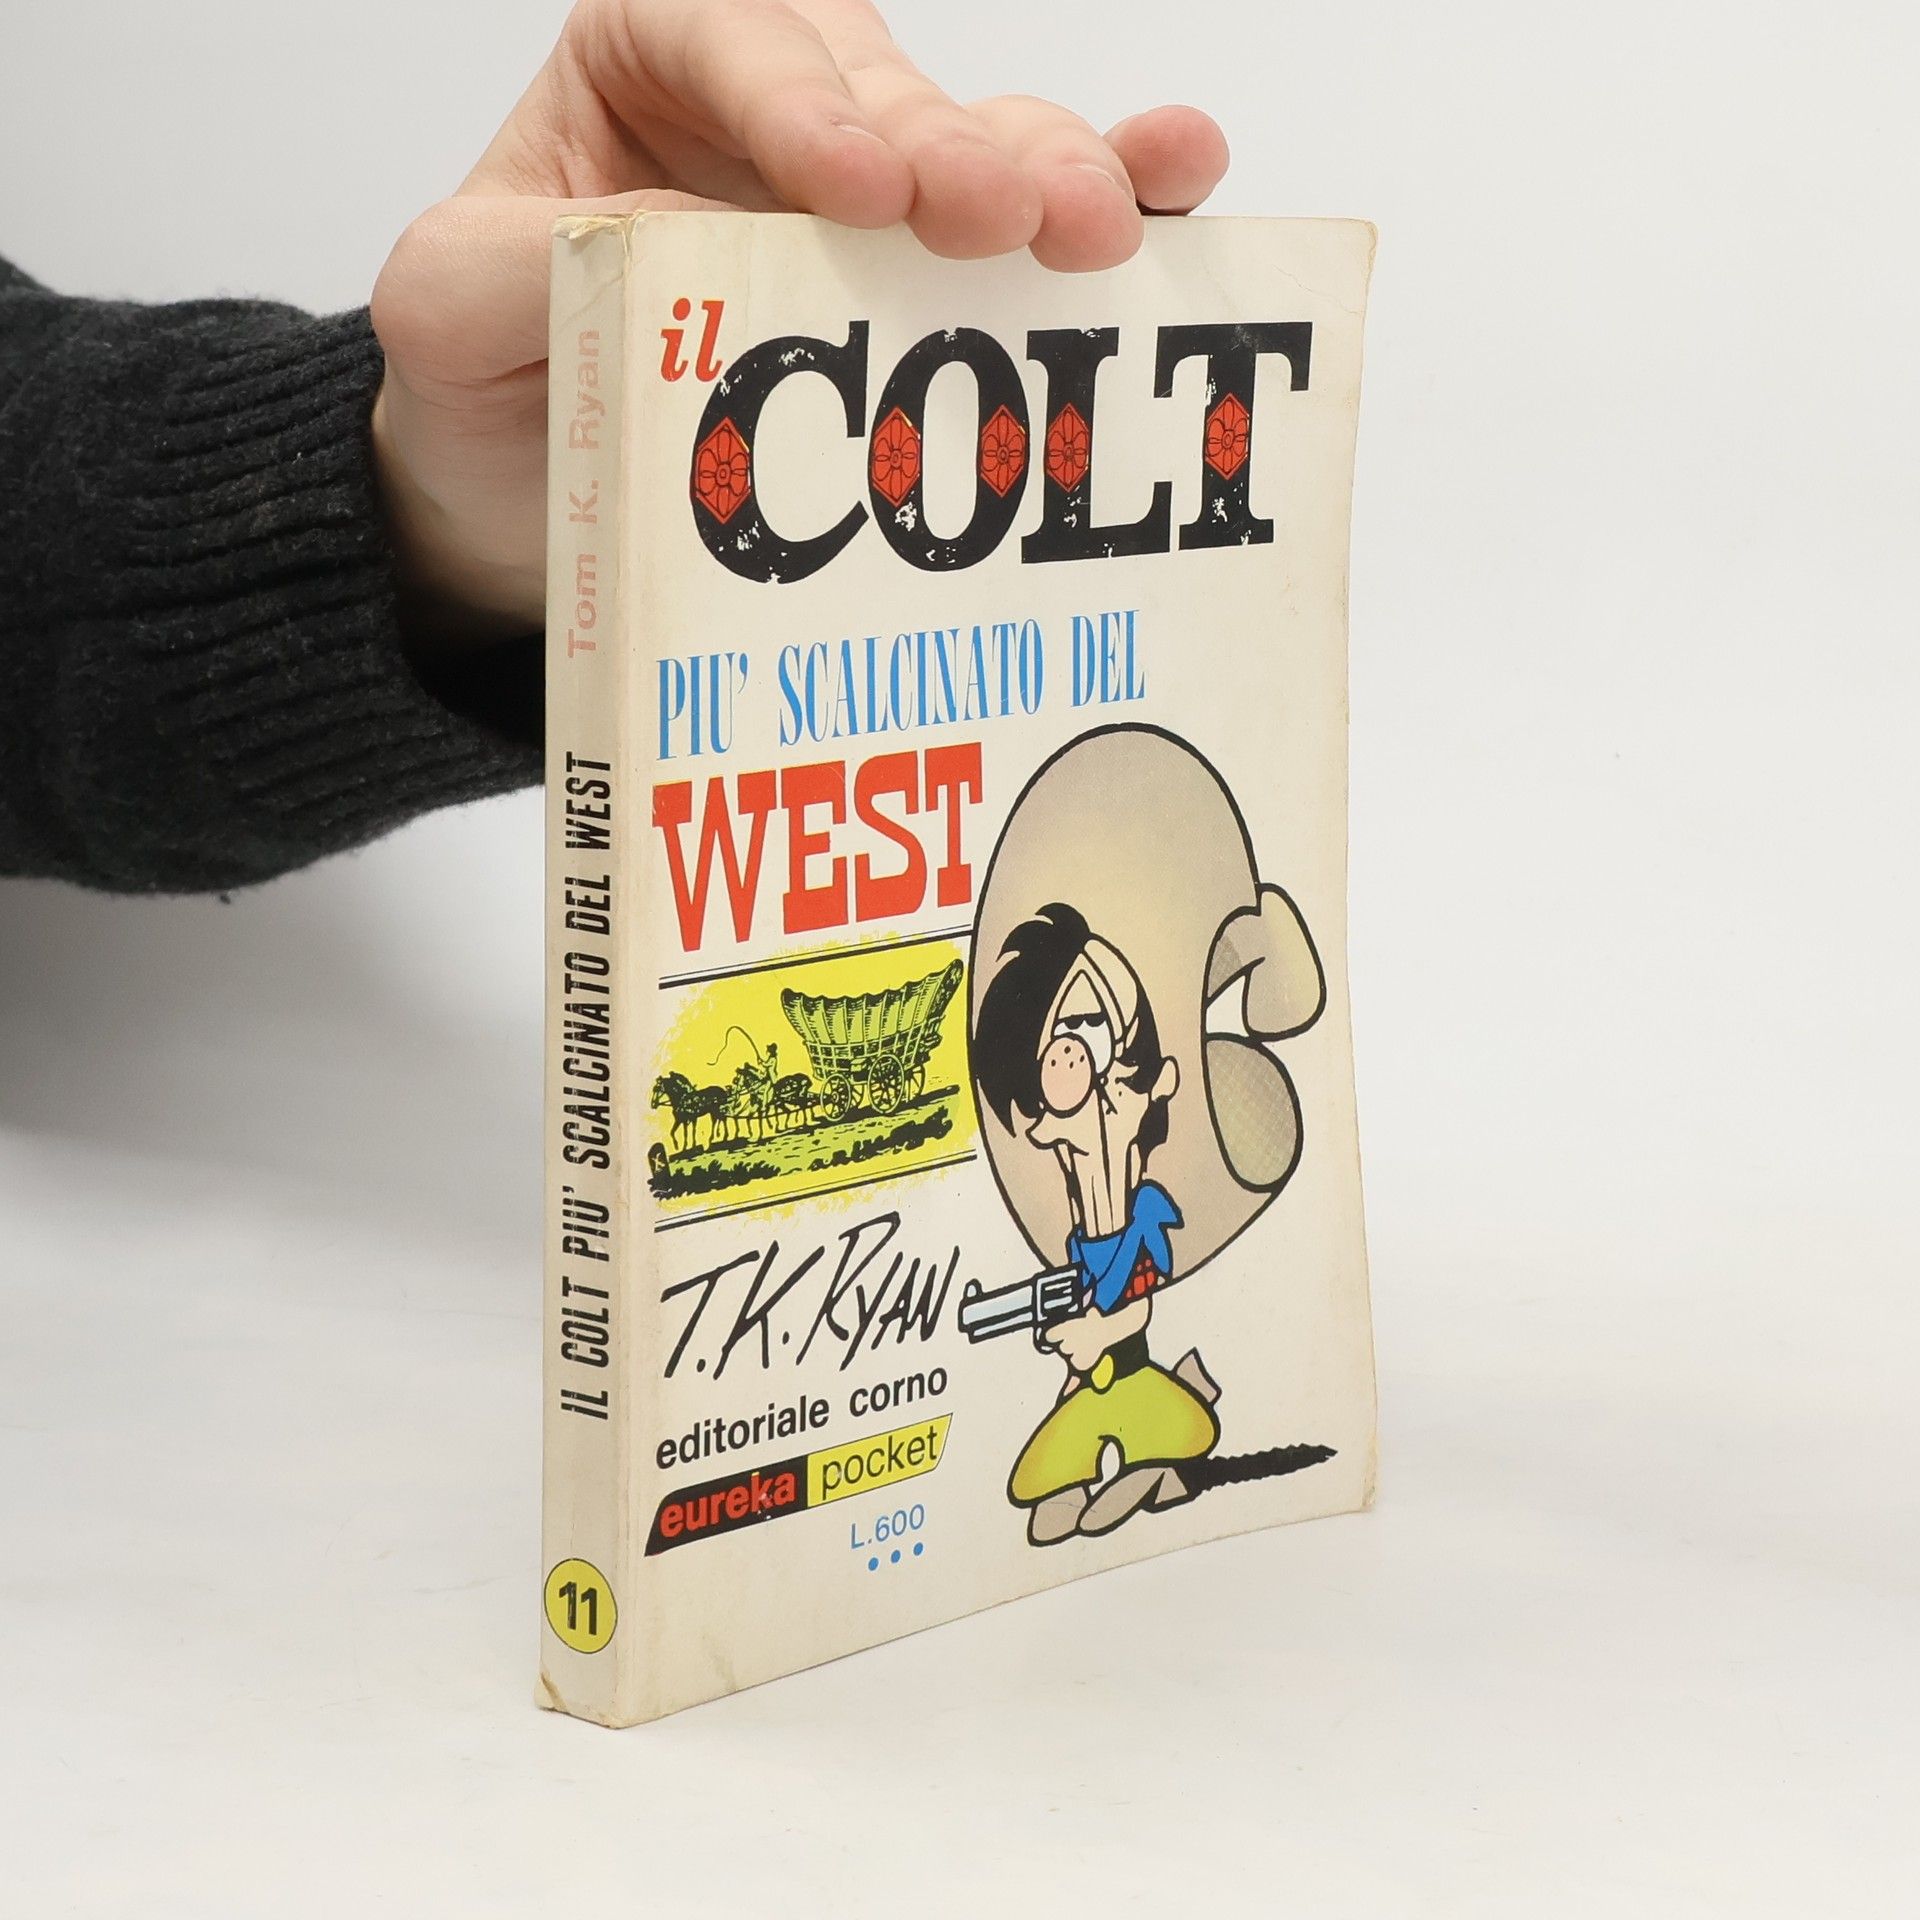 il
COLT
PIU' SCALCINATO DEL
WEST
T.K. RYAN
editoriale corno
eureka pocket
L.600
Tom K. Ryan
IL COLT PIU' SCALCINATO DEL WEST
11